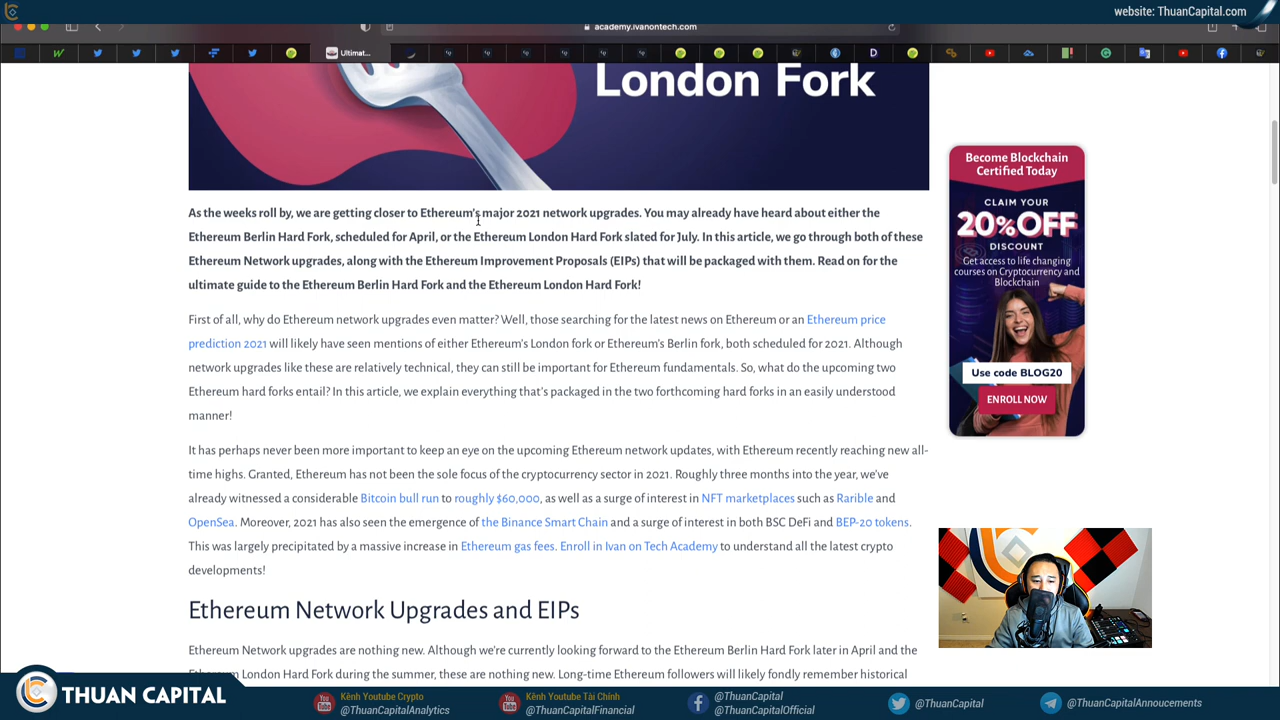 website: ThuanCapital.com
academy.ivanontech.com
Ultimat...
London Fork
As the weeks roll by, we are getting closer to Ethereum's major 2021 network upgrades. You may already have heard about either the
Ethereum Berlin Hard Fork, scheduled for April, or the Ethereum London Hard Fork slated for July. In this article, we go through both of these
Ethereum Network upgrades, along with the Ethereum Improvement Proposals (EIPs) that will be packaged with them. Read on for the
ultimate guide to the Ethereum Berlin Hard Fork and the Ethereum London Hard Fork!
First of all, why do Ethereum network upgrades even matter? Well, those searching for the latest news on Ethereum or an Ethereum price
prediction 2021 will likely have seen mentions of either Ethereum's London fork or Ethereum's Berlin fork, both scheduled for 2021. Although
network upgrades like these are relatively technical, they can still be important for Ethereum fundamentals. So, what do the upcoming two
Ethereum hard forks entail? In this article, we explain everything that's packaged in the two forthcoming hard forks in an easily understood
manner!
It has perhaps never been more important to keep an eye on the upcoming Ethereum network updates, with Ethereum recently reaching new all-
time highs. Granted, Ethereum has not been the sole focus of the cryptocurrency sector in 2021. Roughly three months into the year, we've
already witnessed a considerable Bitcoin bull run to roughly $60,000, as well as a surge of interest in NFT marketplaces such as Rarible and
OpenSea. Moreover, 2021 has also seen the emergence of the Binance Smart Chain and a surge of interest in both BSC DeFi and BEP-20 tokens.
This was largely precipitated by a massive increase in Ethereum gas fees. Enroll in Ivan on Tech Academy to understand all the latest crypto
developments!
Ethereum Network Upgrades and EIPs
Ethereum Network upgrades are nothing new. Although we're currently looking forward to the Ethereum Berlin Hard Fork later in April and the
Ethereum London Hard Fork during the summer, these are nothing new. Long-time Ethereum followers will likely fondly remember historical
Become Blockchain
Certified Today
CLAIM YOUR
20%OFF
DISCOUNT
Get access to life changing
courses on Cryptocurrency and
Blockchain
Use code BLOG20
ENROLL NOW
THUAN CAPITAL
You Tube
Kênh Youtube Crypto
@ThuanCapitalAnalytics
You Tube
Kênh Youtube Tài Chính
@ThuanCapitalFinancial
@ThuanCapital
@ThuanCapitalOfficial
@ThuanCapital
@ThuanCapitalAnnoucements